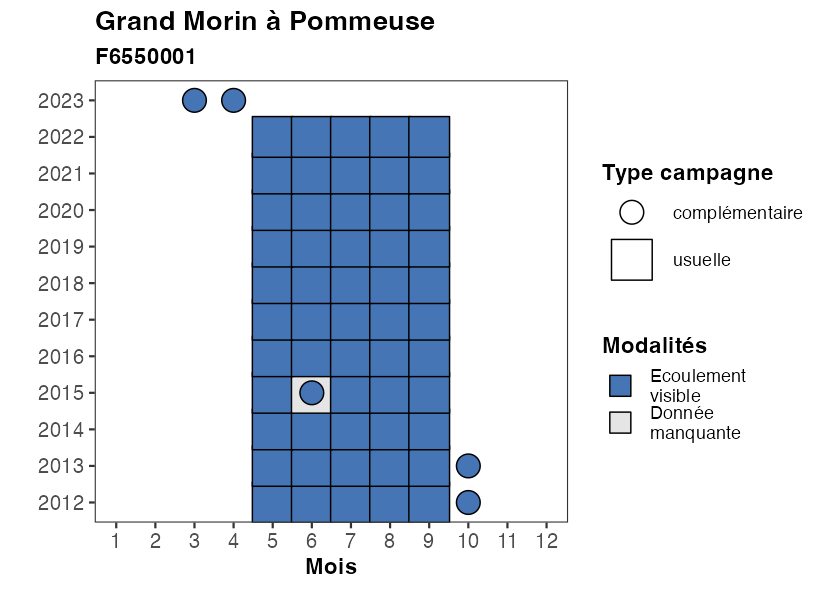 Grand Morin à Pommeuse
F6550001
2023
2022
2021
2020
2019
2018
2017
2016
2015
2014
2013
2012
1 2 3 4 5 6 7 8 9 10 11 12
Mois
Type campagne
complémentaire
usuelle
Modalités
Ecoulement
visible
Donnée
manquante